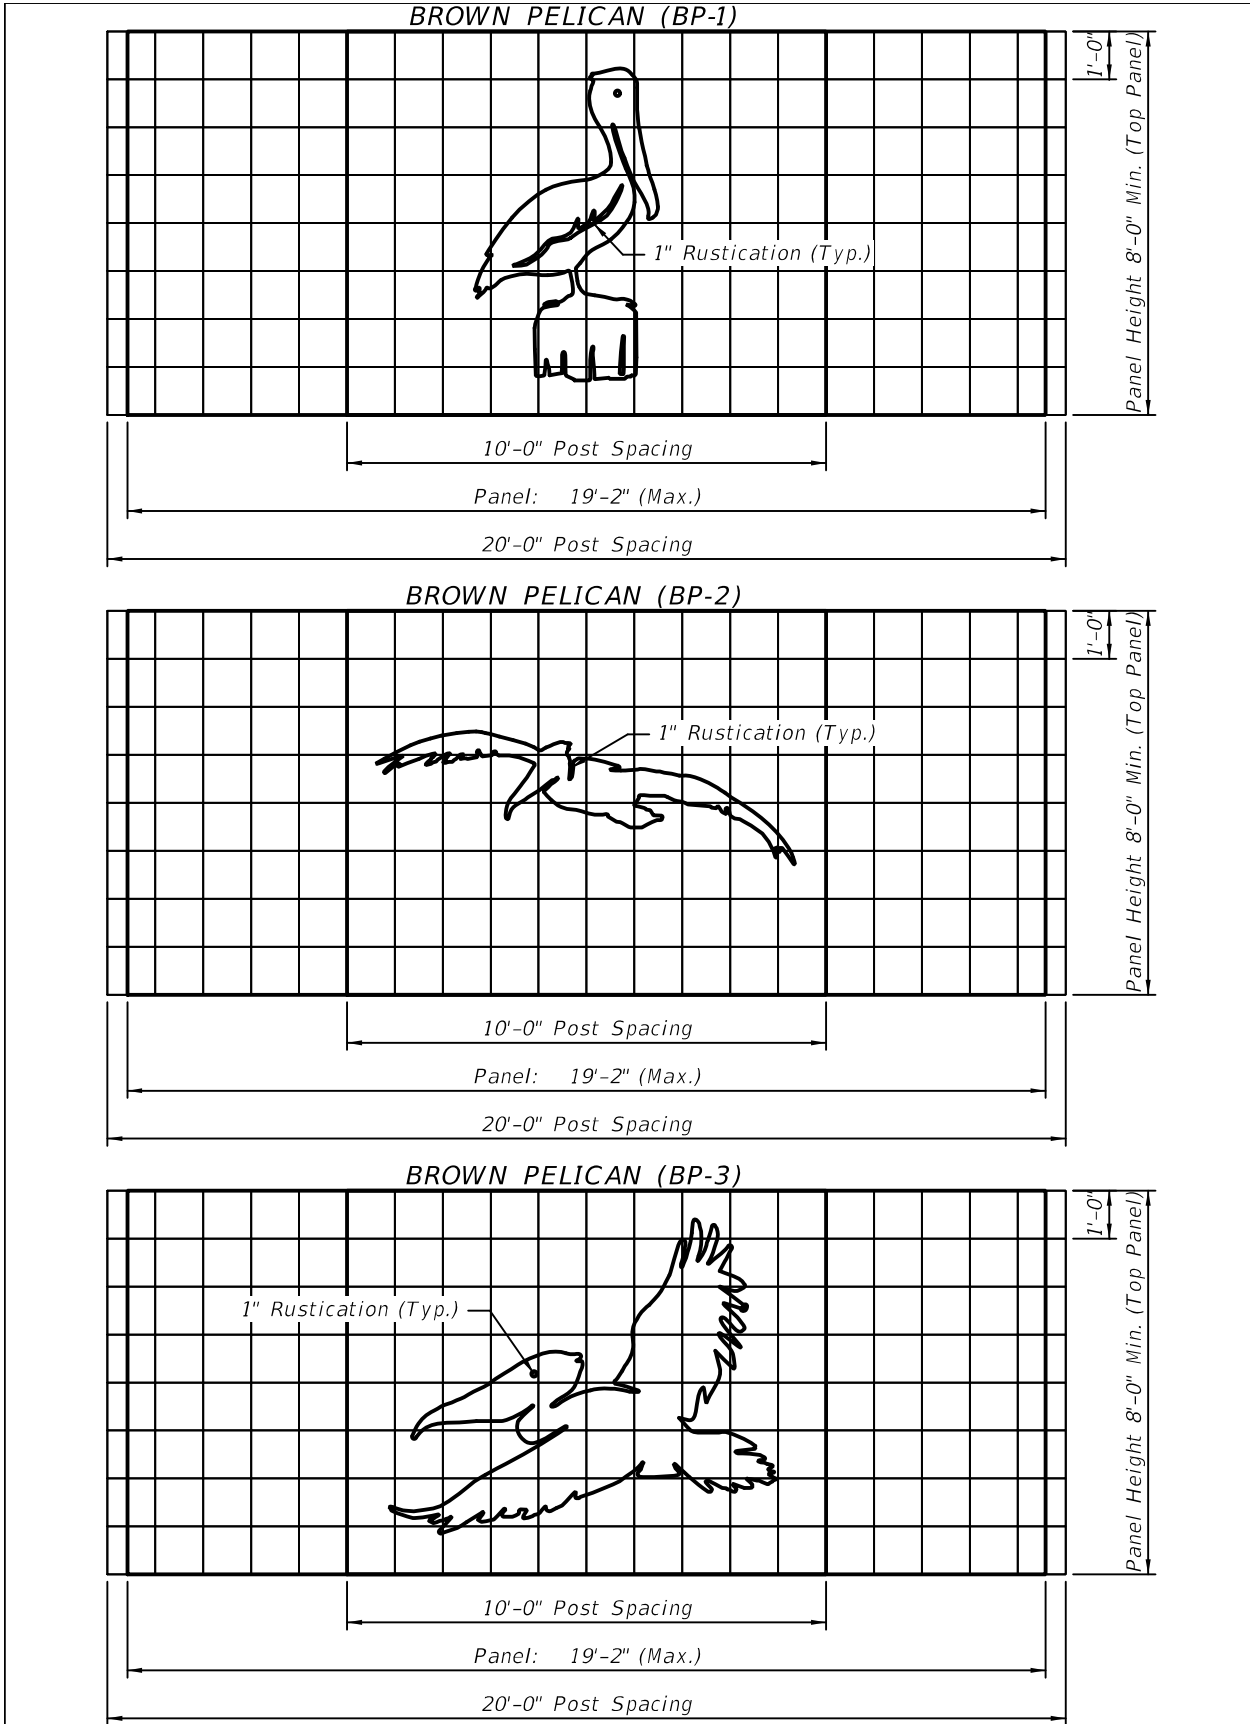 BROWN PELICAN (BP-1)
1'-0"
Panel Height 8'-0" Min. (Top Panel)
1" Rustication (Typ.)
10'-0" Post Spacing
Panel: 19'-2" (Max.)
20'-0" Post Spacing
BROWN PELICAN (BP-2)
1'-0"
Panel Height 8'-0" Min. (Top Panel)
1" Rustication (Typ.)
10'-0" Post Spacing
Panel: 19'-2" (Max.)
20'-0" Post Spacing
BROWN PELICAN (BP-3)
1'-0"
Panel Height 8'-0" Min. (Top Panel)
1" Rustication (Typ.)
10'-0" Post Spacing
Panel: 19'-2" (Max.)
20'-0" Post Spacing